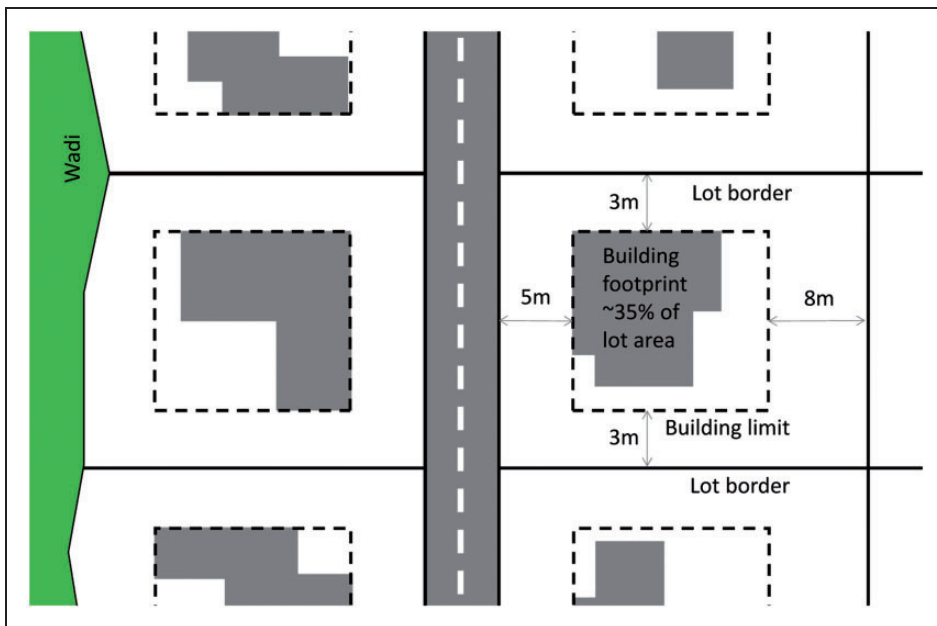 Wadi
Lot border
3m
Building
footprint
~35% of
lot area
5m
8m
3m
Building limit
Lot border